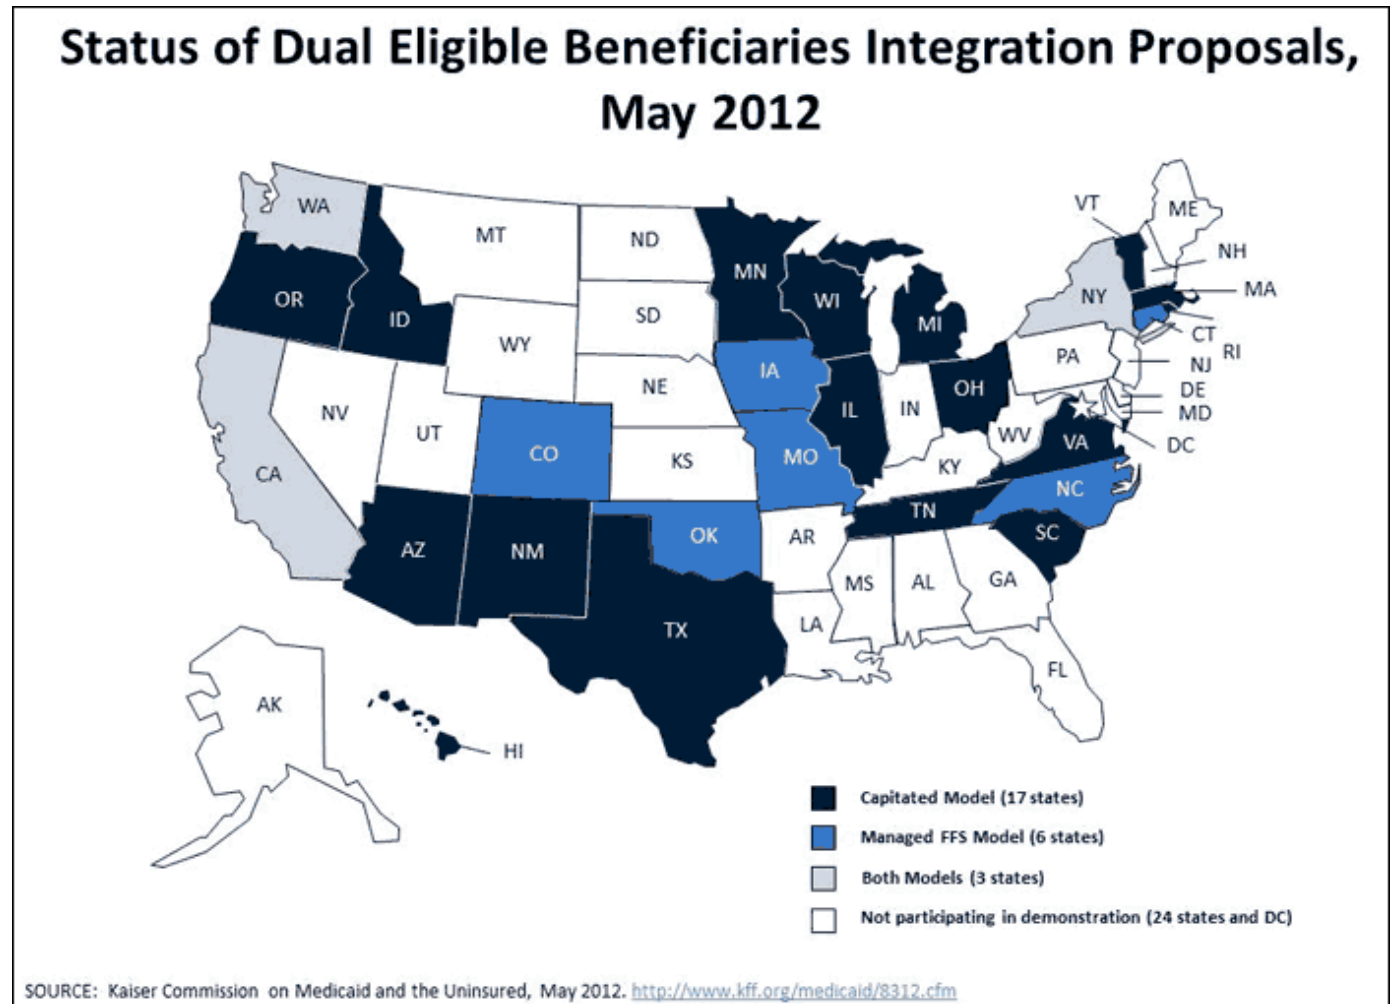 Status of Dual Eligible Beneficiaries Integration Proposals,
May 2012
WA
OR
ID
MT
ND
SD
WY
NE
NV
UT
CO
KS
CA
AZ
NM
OK
TX
MN
IA
MO
AR
LA
WI
IL
MI
IN
OH
KY
TN
MS
AL
GA
FL
SC
NC
VA
WV
PA
NY
VT
ME
NH
MA
CT
RI
NJ
DE
MD
DC
AK
HI
Capitated Model (17 states)
Managed FFS Model (6 states)
Both Models (3 states)
Not participating in demonstration (24 states and DC)
SOURCE: Kaiser Commission on Medicaid and the Uninsured, May 2012. http://www.kff.org/medicaid/8312.cfm